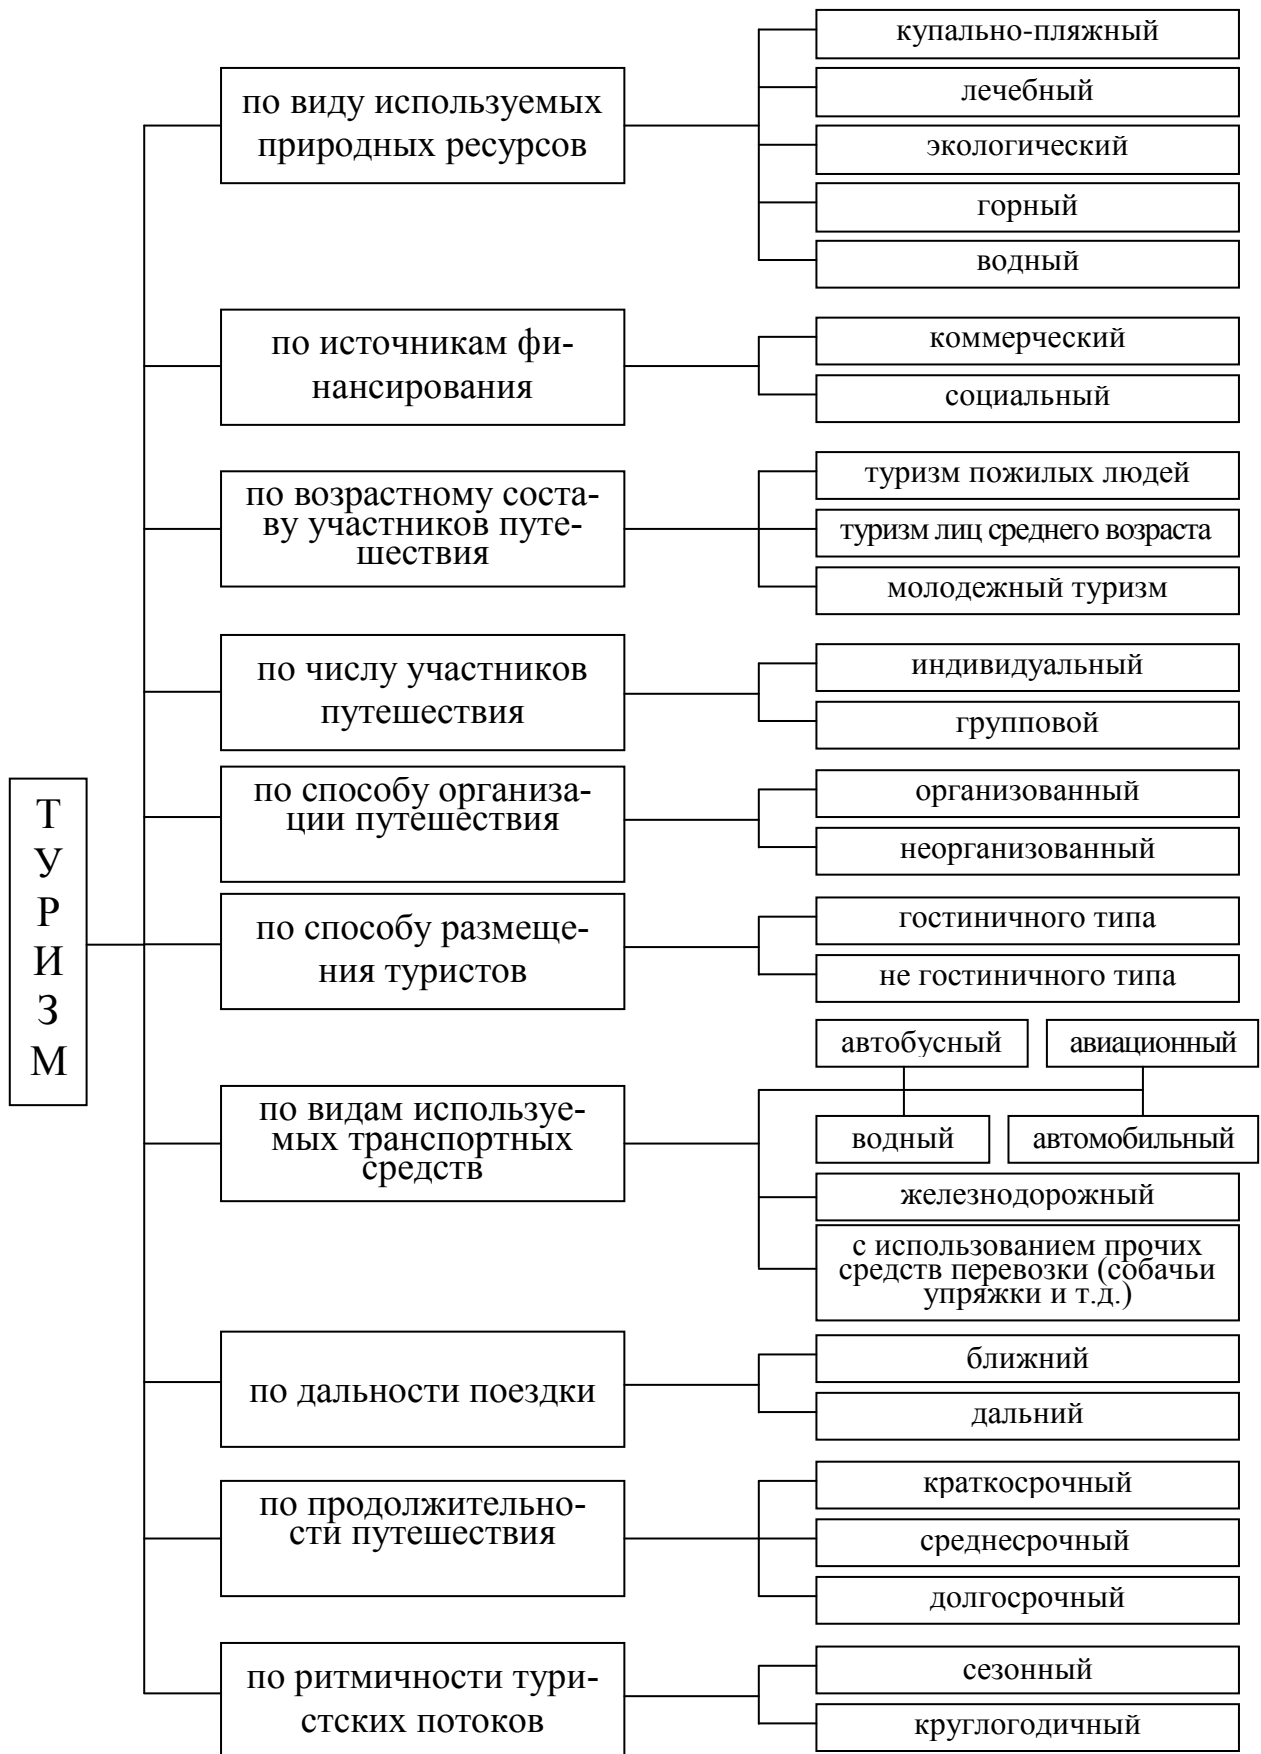 Т
У
Р
И
З
М
по виду используемых
природных ресурсов
купально-пляжный
лечебный
экологический
горный
водный
по источникам фи-
нансирования
коммерческий
социальный
по возрастному соста-
ву участников путе-
шествия
туризм пожилых людей
туризм лиц среднего возраста
молодежный туризм
по числу участников
путешествия
индивидуальный
групповой
по способу организа-
ции путешествия
организованный
неорганизованный
по способу размеще-
ния туристов
гостиничного типа
не гостиничного типа
по видам используе-
мых транспортных
средств
автобусный
авиационный
водный
автомобильный
железнодорожный
с использованием прочих
средств перевозки (собачьи
упряжки и т.д.)
по дальности поездки
ближний
дальний
по продолжительно-
сти путешествия
краткосрочный
среднесрочный
долгосрочный
по ритмичности тури-
стских потоков
сезонный
круглогодичный